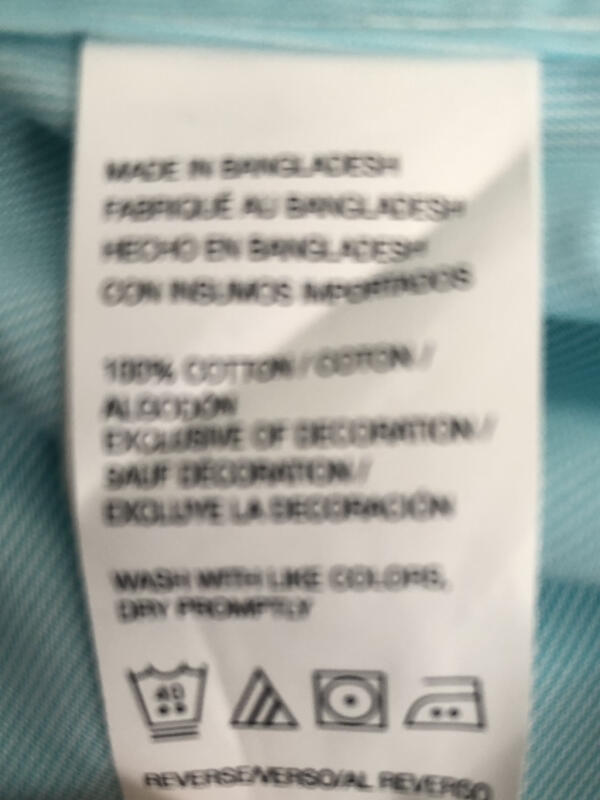 MADE IN BANGLADESH
FABRIQUÉ AU BANGLADESH
HECHO EN BANGLADESH
CON INSUMOS IMPORTADOS
100% COTTON / COTON /
ALGODÓN
EXCLUSIVE OF DECORATION /
SAUF DÉCORATION /
EXCLUYE LA DECORACIÓN
WASH WITH LIKE COLORS,
DRY PROMPTLY
40
REVERSE/VERSO/AL REVERSO